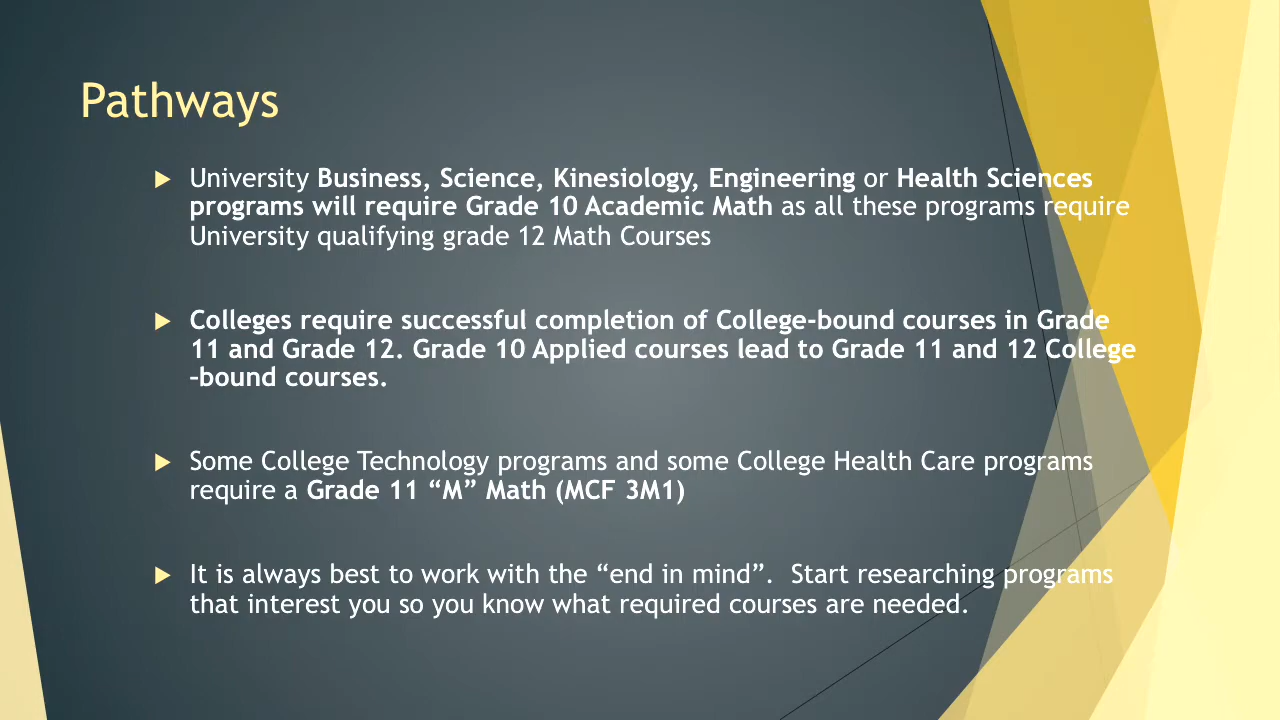 Pathways
University Business, Science, Kinesiology, Engineering or Health Sciences
programs will require Grade 10 Academic Math as all these programs require
University qualifying grade 12 Math Courses
Colleges require successful completion of College-bound courses in Grade
11 and Grade 12. Grade 10 Applied courses lead to Grade 11 and 12 College
–bound courses.
Some College Technology programs and some College Health Care programs
require a Grade 11 “M” Math (MCF 3M1)
It is always best to work with the “end in mind”.  Start researching programs
that interest you so you know what required courses are needed.